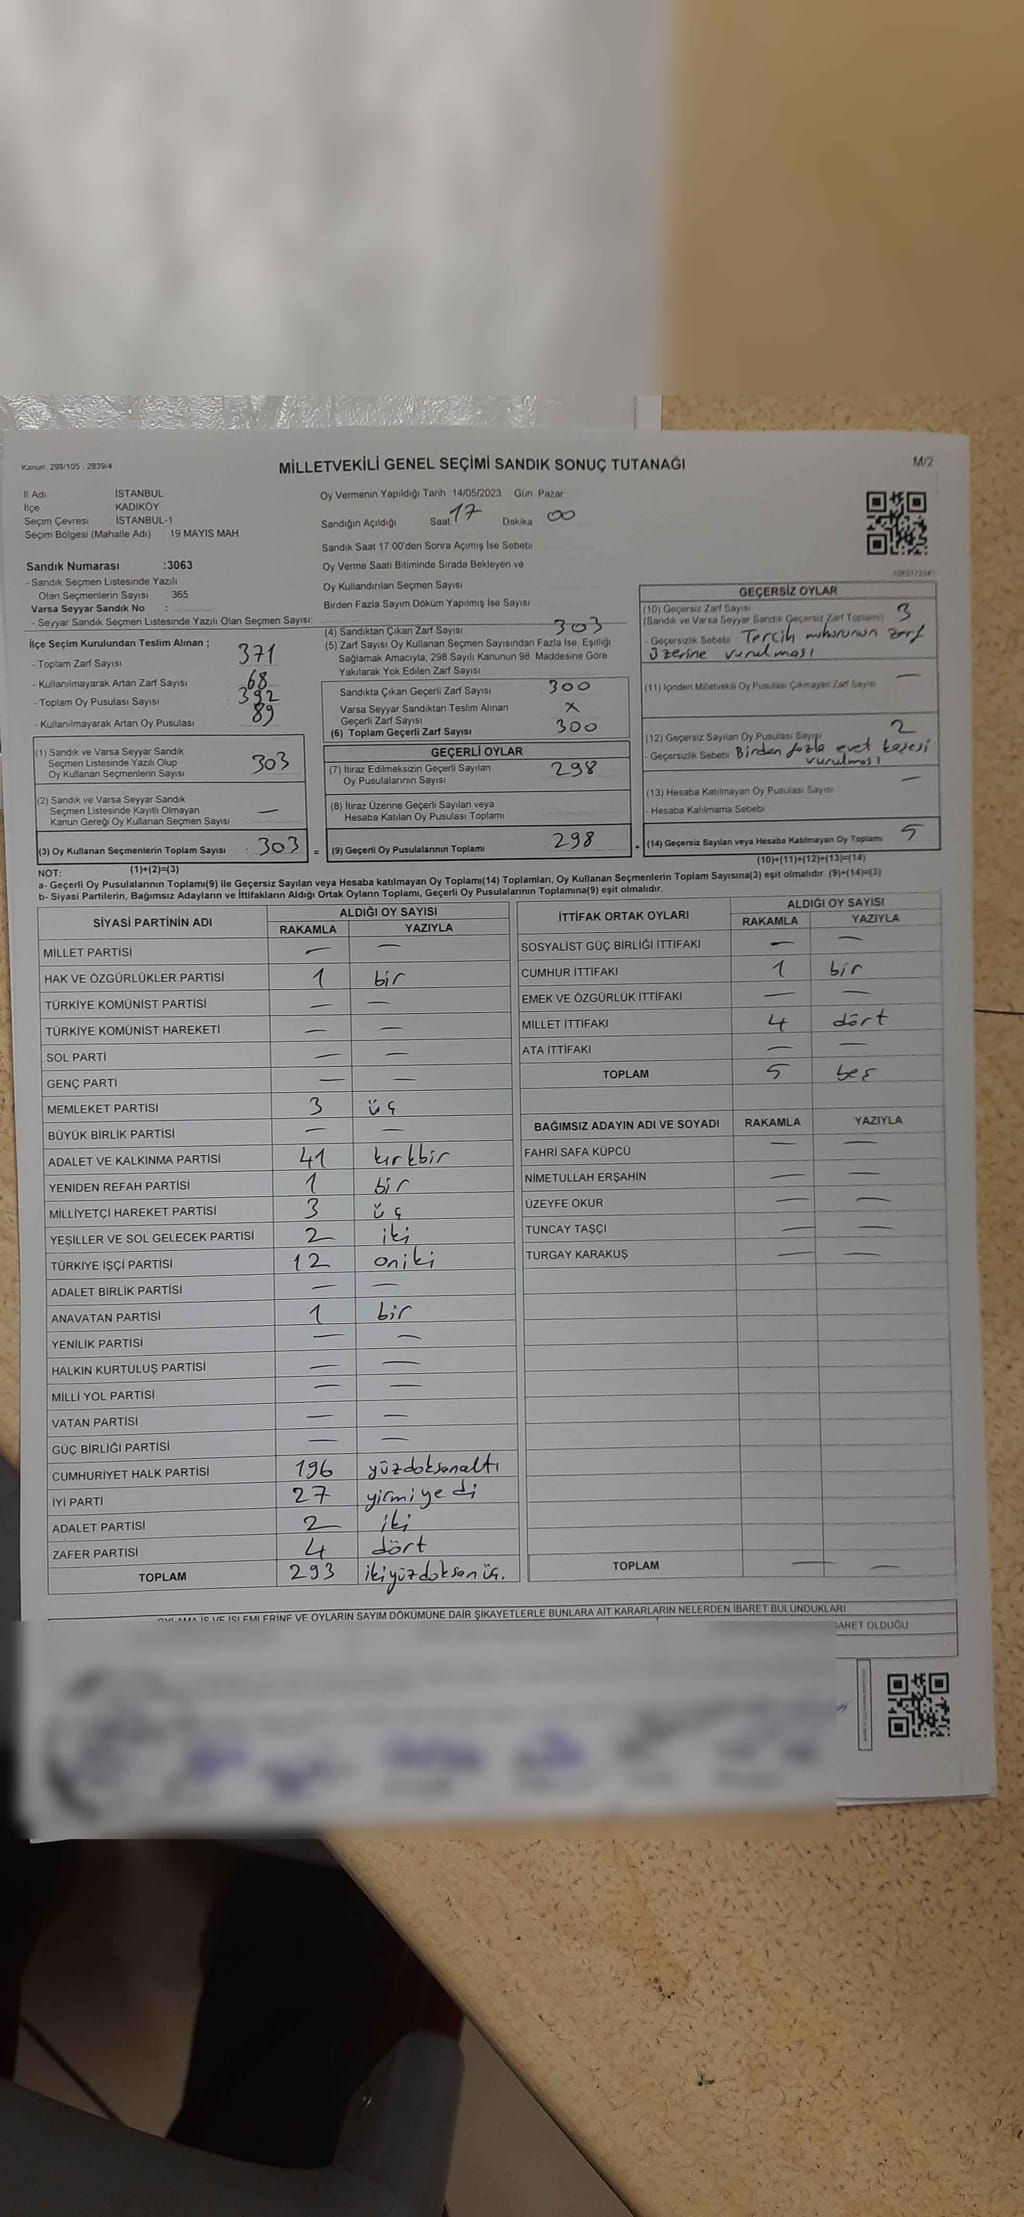 Kanun 298/105 , 2839/4
MİLLETVEKİLİ GENEL SEÇİMİ SANDIK SONUÇ TUTANAĞI
M/2
İl Adı İSTANBUL
İlçe KADIKÖY
Seçim Çevresi İSTANBUL-1
Seçim Bölgesi (Mahalle Adı) : 19 MAYIS MAH
Sandık Numarası :3063
- Sandık Seçmen Listesinde Yazılı
Olan Seçmenlerin Sayısı : 365
Varsa Seyyar Sandık No :
- Seyyar Sandık Seçmen Listesinde Yazılı Olan Seçmen Sayısı:
Oy Vermenin Yapıldığı Tarih 14/05/2023 Gün Pazar
Sandığın Açıldığı Saat 17 Dakika 00
Sandık Saat 17 00'den Sonra Açmış İse Sebebi
Oy Verme Saati Bitiminde Sırada Bekleyen ve
Oy Kullandırılan Seçmen Sayısı
Birden Fazla Sayım Döküm Yapılmış İse Sayısı
İlçe Seçim Kurulundan Teslim Alınan ;
- Toplam Zarf Sayısı 371
- Kullanılmayarak Artan Zarf Sayısı 68
- Toplam Oy Pusulası Sayısı 392
- Kullanılmayarak Artan Oy Pusulası 89
(1) Sandık ve Varsa Seyyar Sandık
Seçmen Listesinde Yazılı Olup
Oy Kullanan Seçmenlerin Sayısı 303
(2) Sandık ve Varsa Seyyar Sandık
Seçmen Listesinde Kayıtlı Olmayan
Kanun Gereği Oy Kullanan Seçmen Sayısı : —
(3) Oy Kullanan Seçmenlerin Toplam Sayısı : 303 =
(1)+(2)=(3)
(4) Sandıktan Çıkan Zarf Sayısı 303
(5) Zarf Sayısı Oy Kullanan Seçmen Sayısından Fazla İse, Eşitliği
Sağlamak Amacıyla, 298 Sayılı Kanunun 98. Maddesine Göre
Yakılarak Yok Edilen Zarf Sayısı
Sandıkta Çıkan Geçerli Zarf Sayısı 300
Varsa Seyyar Sandıktan Teslim Alınan
Geçerli Zarf Sayısı X
(6) Toplam Geçerli Zarf Sayısı 300
GEÇERLİ OYLAR
(7) İtiraz Edilmeksizin Geçerli Sayılan
Oy Pusulalarının Sayısı 298
(8) İtiraz Üzerine Geçerli Sayılan veya
Hesaba Katılan Oy Pusulası Toplamı
(9) Geçerli Oy Pusulalarının Toplamı 298 +
1063772341
GEÇERSİZ OYLAR
(10) Geçersiz Zarf Sayısı 3
(Sandık ve Varsa Seyyar Sandık Geçersiz Zarf Toplamı)
- Geçersizlik Sebebi Tercih mührünün zarf
üzerine vurulması
(11) İçinden Milletvekili Oy Pusulası Çıkmayan Zarf Sayısı —
(12) Geçersiz Sayılan Oy Pusulası Sayısı 2
- Geçersizlik Sebebi Birden fazla evet kaşesi
vurulması
(13) Hesaba Katılmayan Oy Pusulası Sayısı —
- Hesaba Katılmama Sebebi
(14) Geçersiz Sayılan veya Hesaba Katılmayan Oy Toplamı 5
(10)+(11)+(12)+(13)=(14)
NOT:
a- Geçerli Oy Pusulalarının Toplamı(9) ile Geçersiz Sayılan veya Hesaba katılmayan Oy Toplamı(14) Toplamları, Oy Kullanan Seçmenlerin Toplam Sayısına(3) eşit olmalıdır. (9)+(14)=(3)
b- Siyasi Partilerin, Bağımsız Adayların ve İttifakların Aldığı Ortak Oyların Toplamı, Geçerli Oy Pusulalarının Toplamına(9) eşit olmalıdır.
SİYASİ PARTİNİN ADI ALDIĞI OY SAYISI
RAKAMLA YAZIYLA
MİLLET PARTİSİ — —
HAK VE ÖZGÜRLÜKLER PARTİSİ 1 bir
TÜRKİYE KOMÜNİST PARTİSİ — —
TÜRKİYE KOMÜNİST HAREKETİ — —
SOL PARTİ — —
GENÇ PARTİ — —
MEMLEKET PARTİSİ 3 üç
BÜYÜK BİRLİK PARTİSİ — —
ADALET VE KALKINMA PARTİSİ 41 kırkbir
YENİDEN REFAH PARTİSİ 1 bir
MİLLİYETÇİ HAREKET PARTİSİ 3 üç
YEŞİLLER VE SOL GELECEK PARTİSİ 2 iki
TÜRKİYE İŞÇİ PARTİSİ 12 oniki
ADALET BİRLİK PARTİSİ — —
ANAVATAN PARTİSİ 1 bir
YENİLİK PARTİSİ — —
HALKIN KURTULUŞ PARTİSİ — —
MİLLİ YOL PARTİSİ — —
VATAN PARTİSİ — —
GÜÇ BİRLİĞİ PARTİSİ — —
CUMHURİYET HALK PARTİSİ 196 yüzdoksanaltı
İYİ PARTİ 27 yirmiyedi
ADALET PARTİSİ 2 iki
ZAFER PARTİSİ 4 dört
TOPLAM 293 ikiyüzdoksanüç.
İTTİFAK ORTAK OYLARI ALDIĞI OY SAYISI
RAKAMLA YAZIYLA
SOSYALİST GÜÇ BİRLİĞİ İTTİFAKI — —
CUMHUR İTTİFAKI 1 bir
EMEK VE ÖZGÜRLÜK İTTİFAKI — —
MİLLET İTTİFAKI 4 dört
ATA İTTİFAKI — —
TOPLAM 5 beş
BAĞIMSIZ ADAYIN ADI VE SOYADI RAKAMLA YAZIYLA
FAHRİ SAFA KÜPCÜ — —
NİMETULLAH ERŞAHİN — —
ÜZEYFE OKUR — —
TUNCAY TAŞÇI — —
TURGAY KARAKUŞ — —
TOPLAM — —
OYLAMA İŞ VE İŞLEMLERİNE VE OYLARIN SAYIM DÖKÜMÜNE DAİR ŞİKAYETLERLE BUNLARA AİT KARARLARIN NELERDEN İBARET BULUNDUKLARI
İBARET OLDUĞU